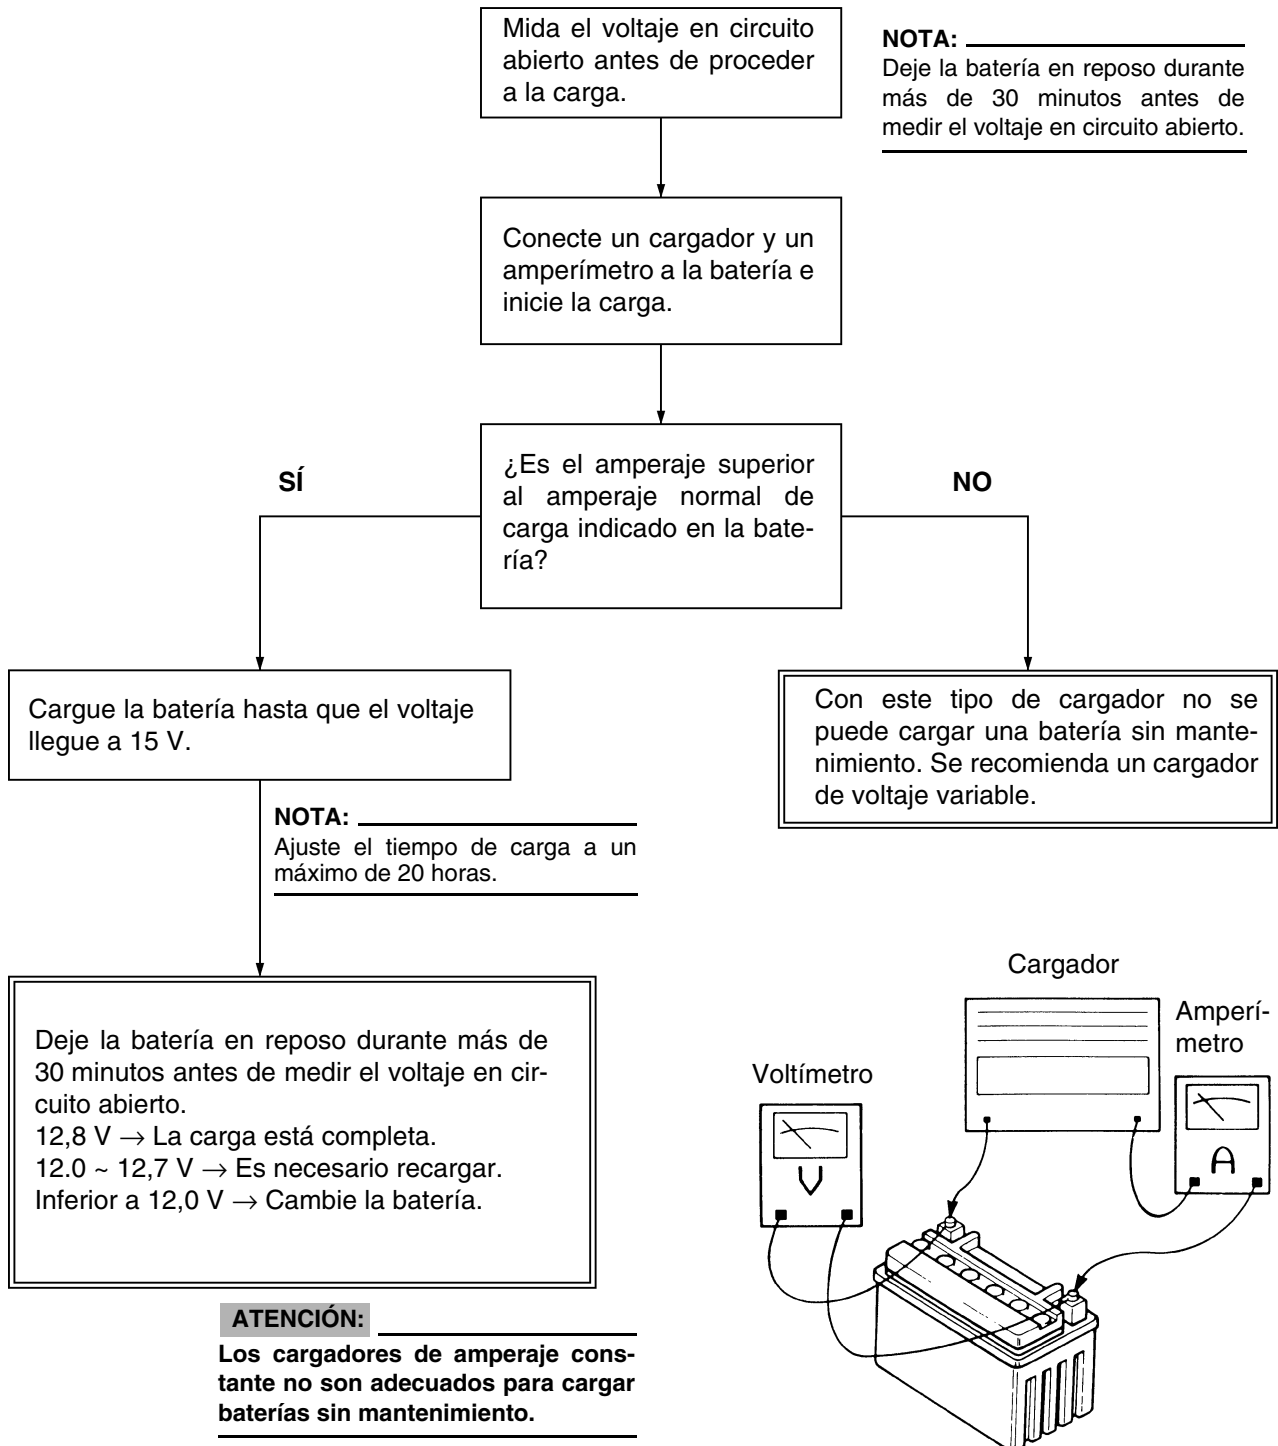 Mida el voltaje en circuito
abierto antes de proceder
a la carga.
NOTA:
Deje la batería en reposo durante
más de 30 minutos antes de
medir el voltaje en circuito abierto.
Conecte un cargador y un
amperímetro a la batería e
inicie la carga.
¿Es el amperaje superior
al amperaje normal de
carga indicado en la bate-
ría?
SÍ
NO
Cargue la batería hasta que el voltaje
llegue a 15 V.
Con este tipo de cargador no se
puede cargar una batería sin mante-
nimiento. Se recomienda un cargador
de voltaje variable.
NOTA:
Ajuste el tiempo de carga a un
máximo de 20 horas.
Deje la batería en reposo durante más de
30 minutos antes de medir el voltaje en cir-
cuito abierto.
12,8 V → La carga está completa.
12.0 ~ 12,7 V → Es necesario recargar.
Inferior a 12,0 V → Cambie la batería.
ATENCIÓN:
Los cargadores de amperaje cons-
tante no son adecuados para cargar
baterías sin mantenimiento.
Cargador
Amperí-
metro
Voltímetro
V
A